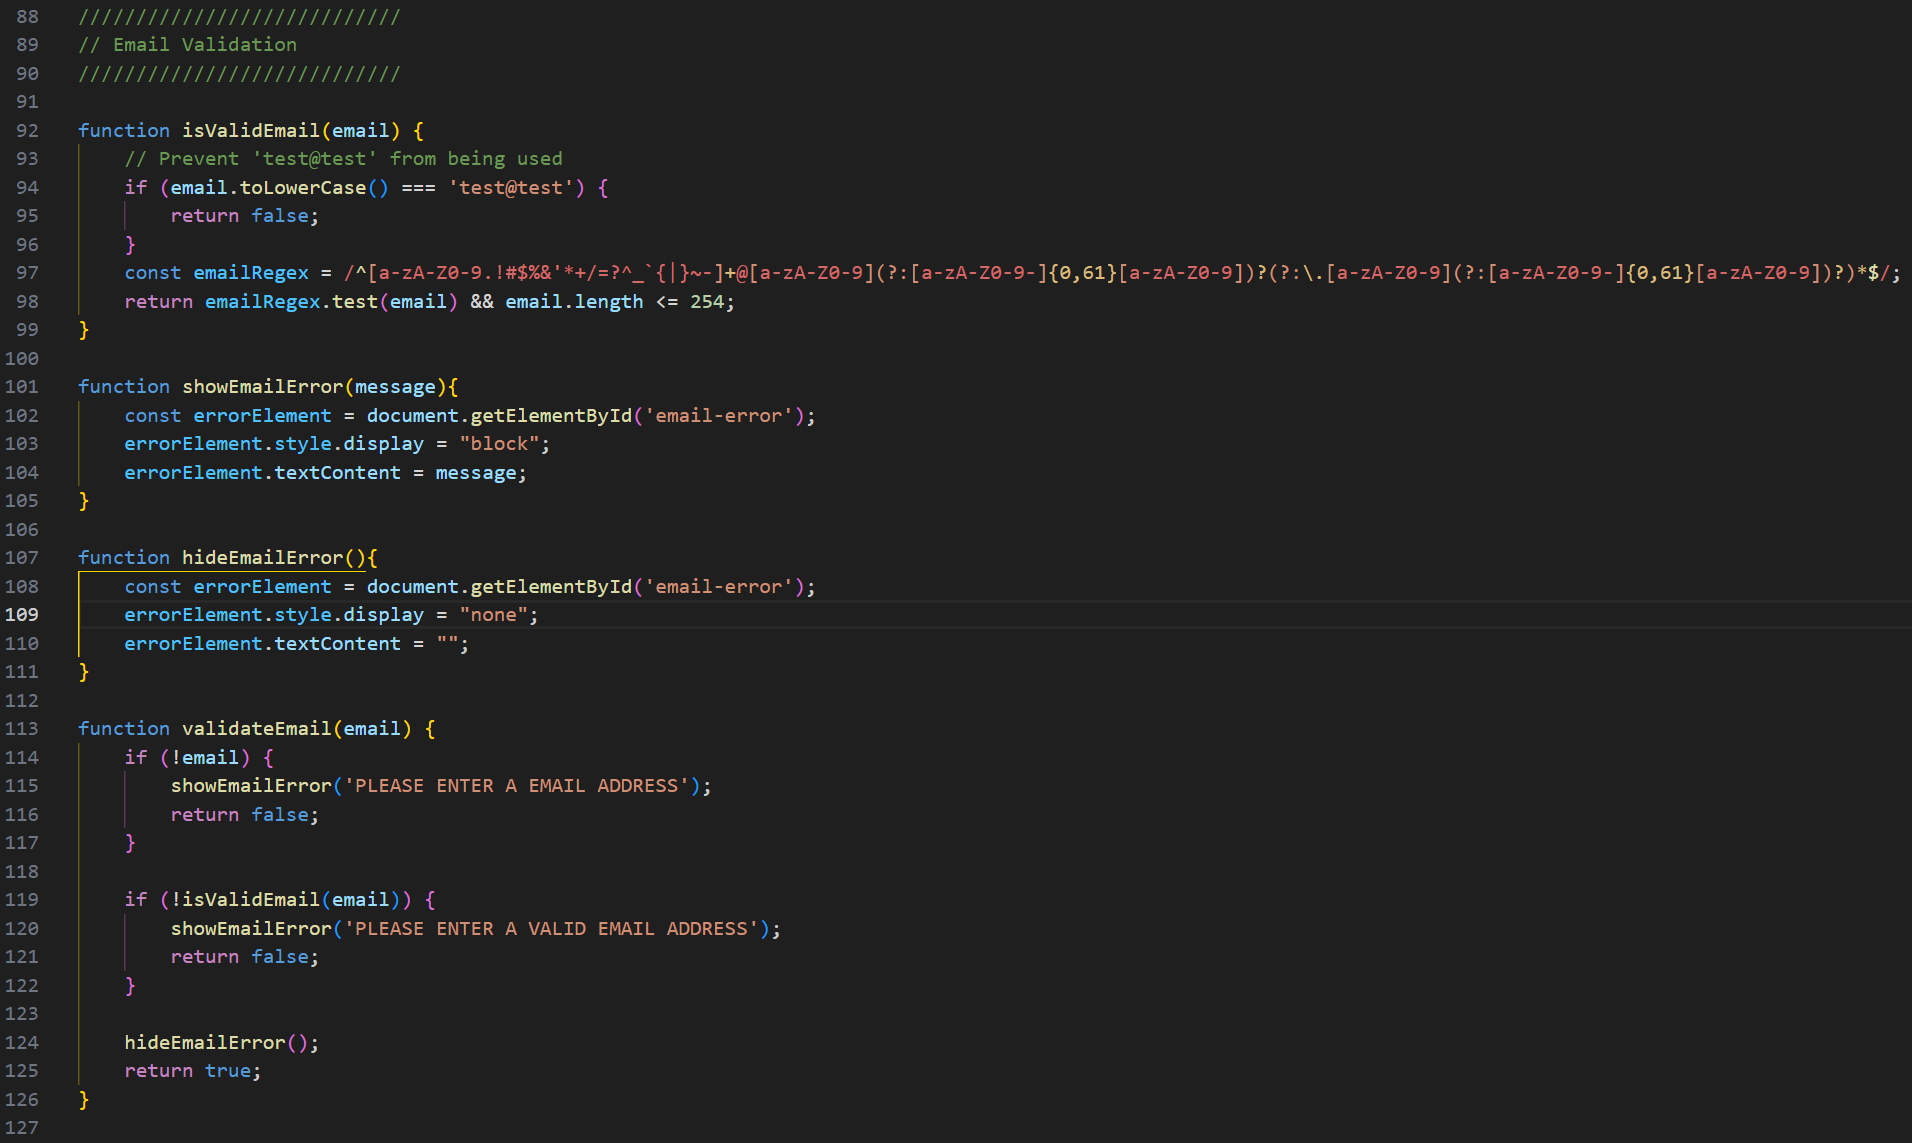 88 ////////////////////////////
89 // Email Validation
90 ////////////////////////////
91
92 function isValidEmail(email) {
93     // Prevent 'test@test' from being used
94     if (email.toLowerCase() === 'test@test') {
95         return false;
96     }
97     const emailRegex = /^[a-zA-Z0-9.!#$%&'*+/=?^_`{|}~-]+@[a-zA-Z0-9](?:[a-zA-Z0-9-]{0,61}[a-zA-Z0-9])?(?:\.[a-zA-Z0-9](?:[a-zA-Z0-9-]{0,61}[a-zA-Z0-9])?)*$/;
98     return emailRegex.test(email) && email.length <= 254;
99 }
100
101 function showEmailError(message){
102     const errorElement = document.getElementById('email-error');
103     errorElement.style.display = "block";
104     errorElement.textContent = message;
105 }
106
107 function hideEmailError(){
108     const errorElement = document.getElementById('email-error');
109     errorElement.style.display = "none";
110     errorElement.textContent = "";
111 }
112
113 function validateEmail(email) {
114     if (!email) {
115         showEmailError('PLEASE ENTER A EMAIL ADDRESS');
116         return false;
117     }
118
119     if (!isValidEmail(email)) {
120         showEmailError('PLEASE ENTER A VALID EMAIL ADDRESS');
121         return false;
122     }
123
124     hideEmailError();
125     return true;
126 }
127